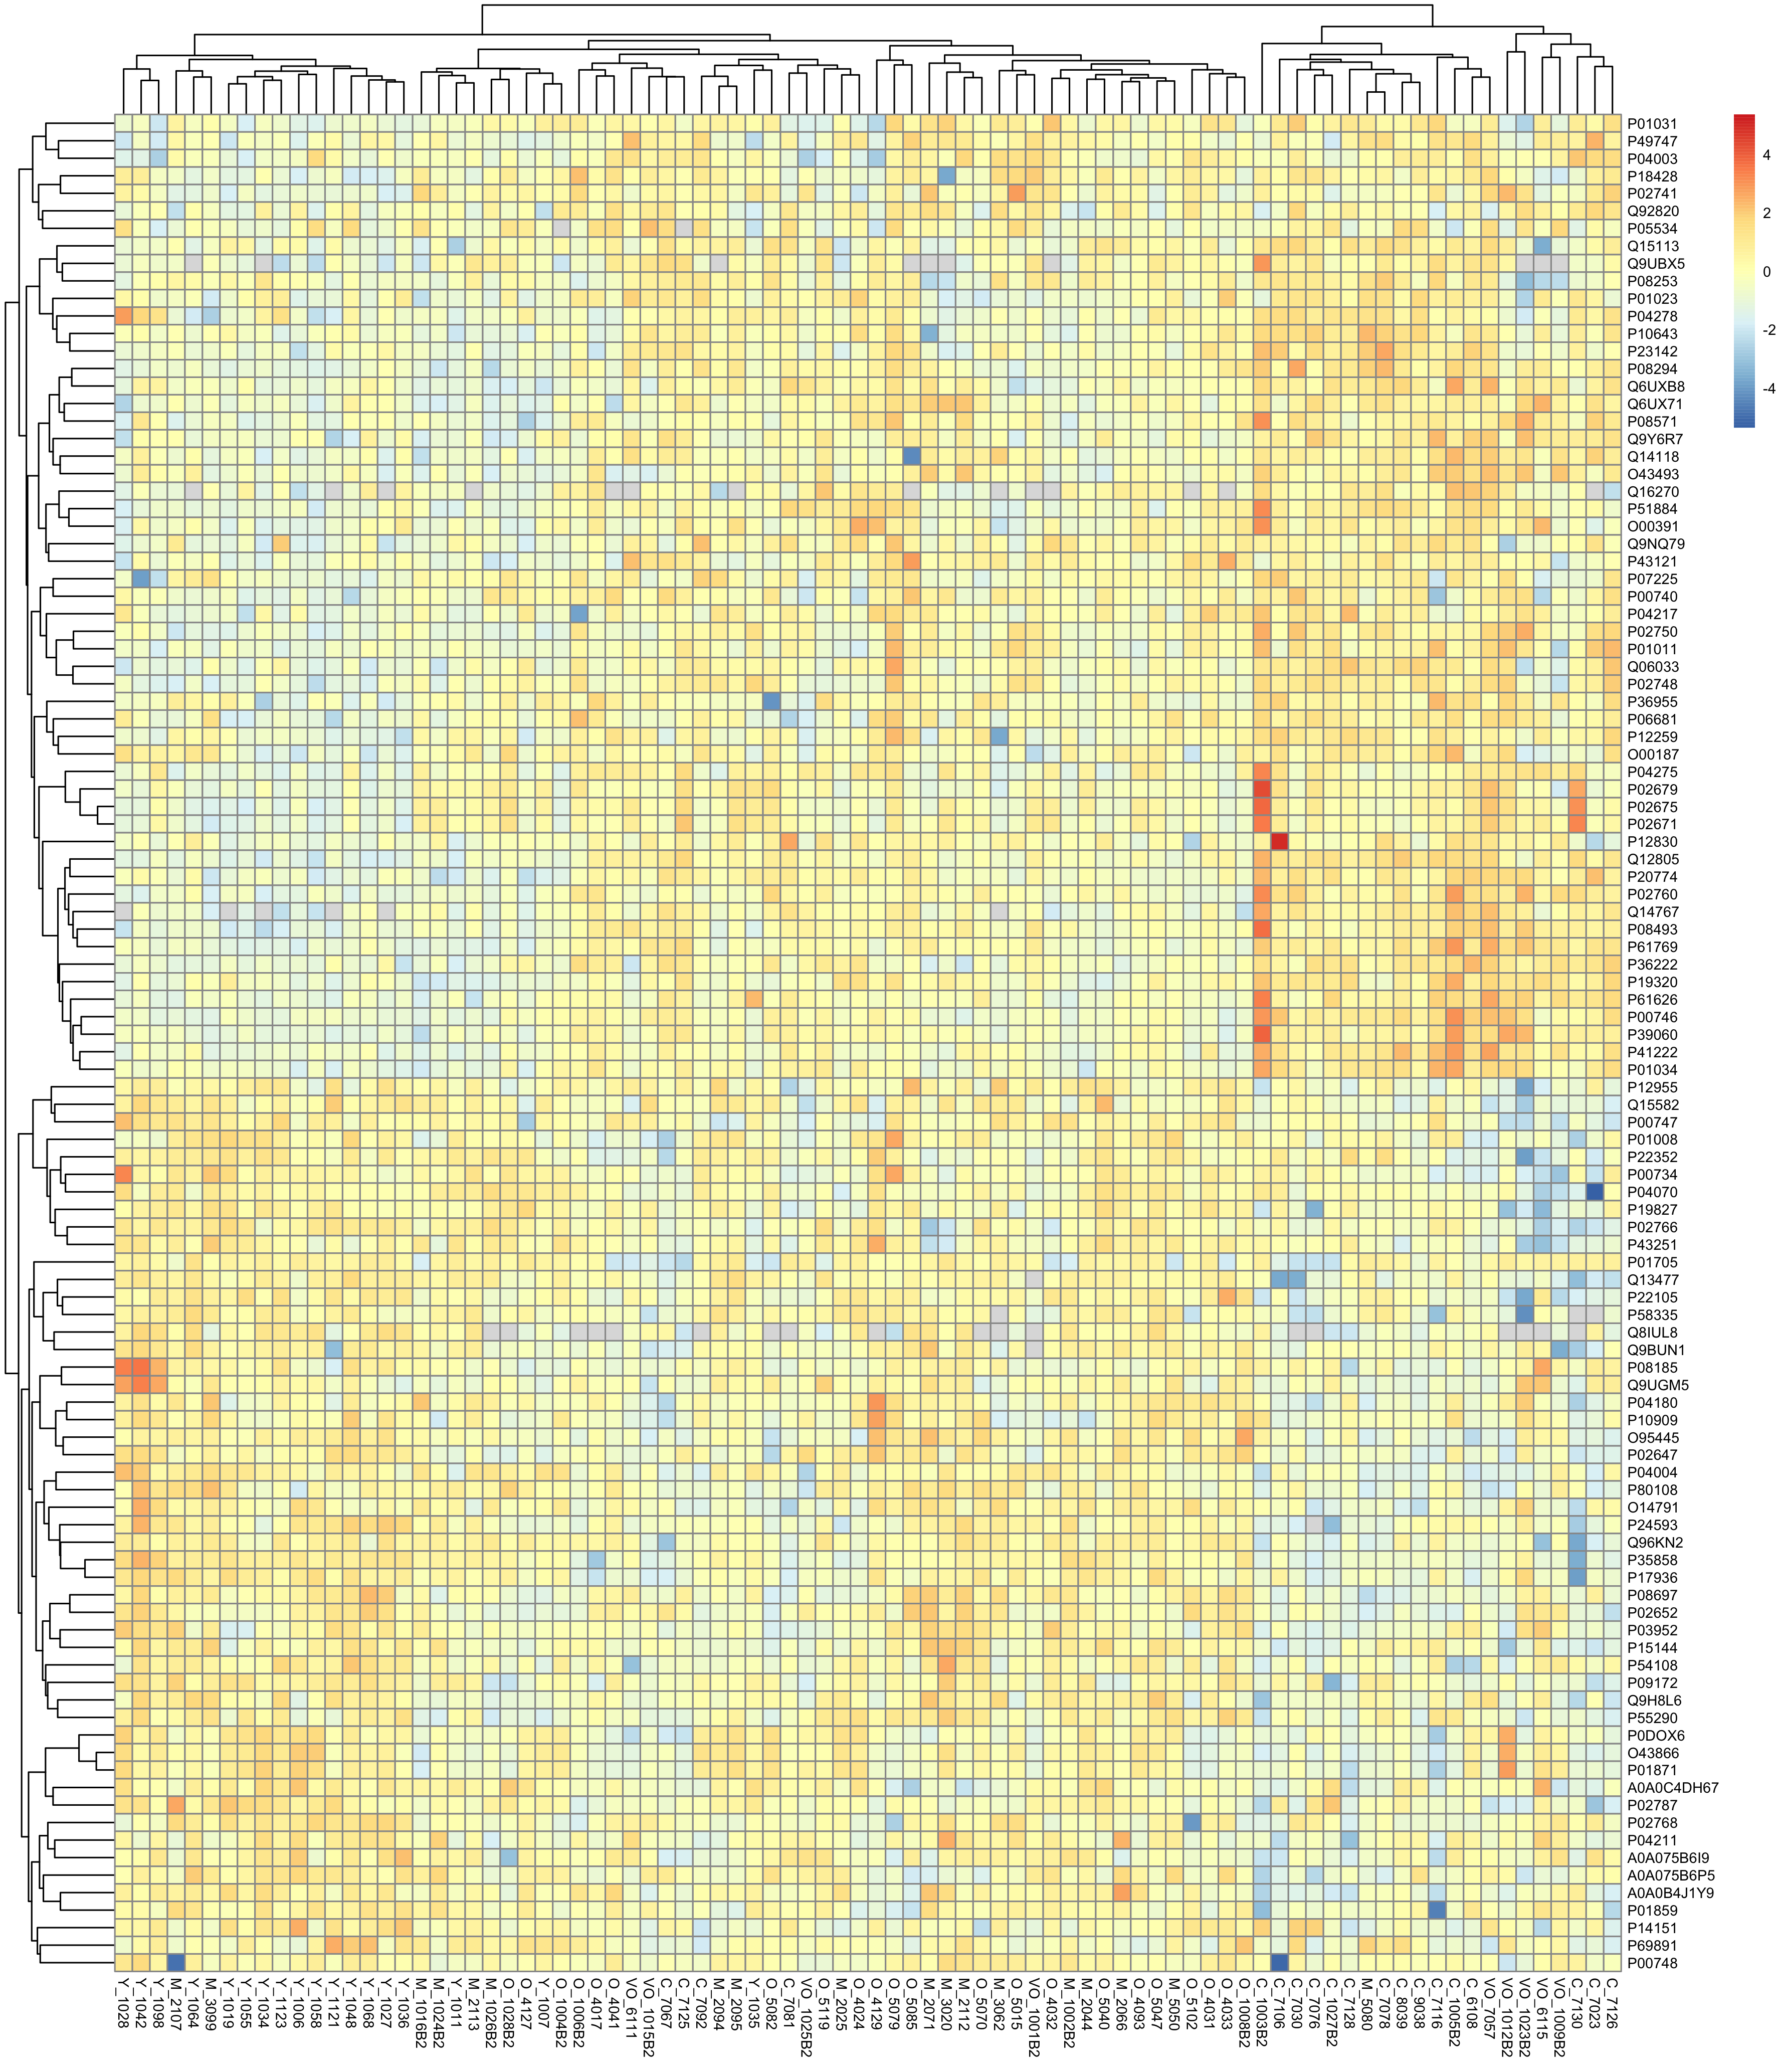 P01031
P49747
P04003
P18428
P02741
Q92820
P05534
Q15113
Q9UBX5
P08253
P01023
P04278
P10643
P23142
P08294
Q6UXB8
Q6UX71
P08571
Q9Y6R7
Q14118
O43493
Q16270
P51884
O00391
Q9NQ79
P43121
P07225
P00740
P04217
P02750
P01011
Q06033
P02748
P36955
P06681
P12259
O00187
P04275
P02679
P02675
P02671
P12830
Q12805
P20774
P02760
Q14767
P08493
P61769
P36222
P19320
P61626
P00746
P39060
P41222
P01034
P12955
Q15582
P00747
P01008
P22352
P00734
P04070
P19827
P02766
P43251
P01705
Q13477
P22105
P58335
Q8IUL8
Q9BUN1
P08185
Q9UGM5
P04180
P10909
O95445
P02647
P04004
P80108
O14791
P24593
Q96KN2
P35858
P17936
P08697
P02652
P03952
P15144
P54108
P09172
Q9H8L6
P55290
P0DOX6
O43866
P01871
A0A0C4DH67
P02787
P02768
P04211
A0A075B6I9
A0A075B6P5
A0A0B4J1Y9
P01859
P14151
P69891
P00748
4
2
0
-2
-4
Y_1028
Y_1042
Y_1098
M_2107
Y_1064
M_3099
Y_1019
Y_1055
Y_1034
Y_1123
Y_1006
Y_1058
Y_1121
Y_1048
Y_1068
Y_1027
Y_1036
M_1016B2
M_1024B2
Y_1011
M_2113
M_1026B2
O_1028B2
O_4127
Y_1007
O_1004B2
O_1006B2
O_4017
O_4041
VO_6111
VO_1015B2
C_7067
C_7125
C_7092
M_2094
M_2095
Y_1035
O_5082
C_7081
VO_1025B2
O_5119
M_2025
O_4024
O_4129
O_5079
O_5085
M_2071
M_3020
M_2112
O_5070
M_3062
O_5015
VO_1001B2
O_4032
M_1002B2
M_2044
O_5040
M_2066
O_4093
O_5047
M_5050
O_5102
O_4031
O_4033
O_1008B2
C_1003B2
C_7106
C_7030
C_7076
C_1027B2
C_7128
M_5080
C_7078
C_8039
C_9038
C_7116
C_1005B2
C_6108
VO_7057
VO_1012B2
VO_1023B2
VO_6115
VO_1009B2
C_7130
C_7023
C_7126